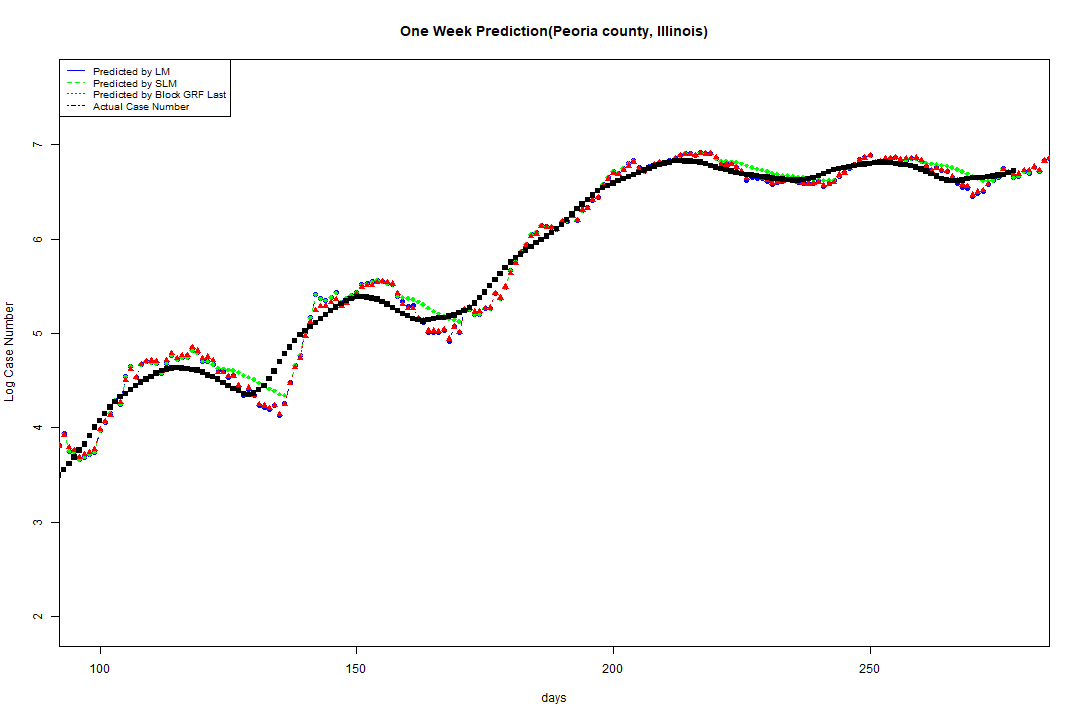 One Week Prediction(Peoria county, Illinois)
Predicted by LM
Predicted by SLM
Predicted by Block GRF Last
Actual Case Number
7
6
5
4
3
2
Log Case Number
100 150 200 250
days